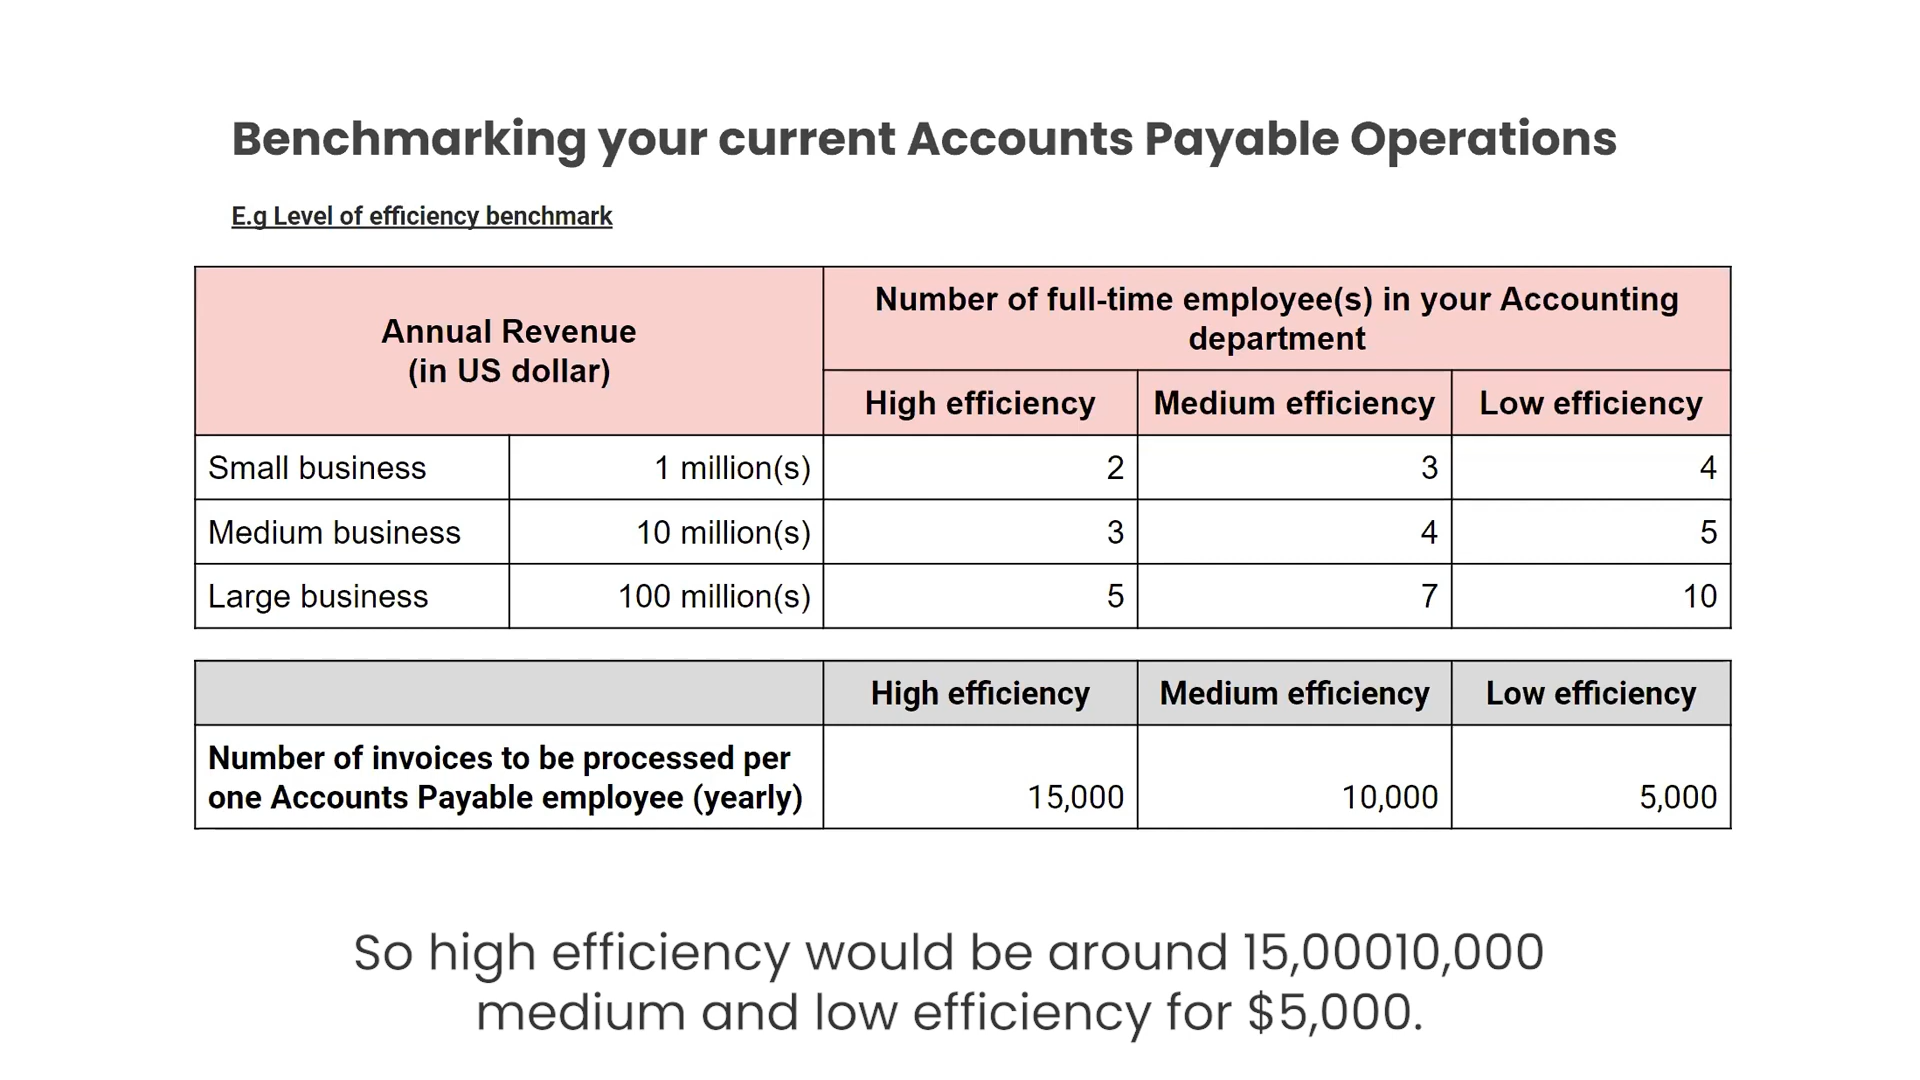 Benchmarking your current Accounts Payable Operations
E.g Level of efficiency benchmark
Annual Revenue
(in US dollar)
Number of full-time employee(s) in your Accounting
department
High efficiency Medium efficiency Low efficiency
Small business 1 million(s) 2 3 4
Medium business 10 million(s) 3 4 5
Large business 100 million(s) 5 7 10
High efficiency Medium efficiency Low efficiency
Number of invoices to be processed per
one Accounts Payable employee (yearly) 15,000 10,000 5,000
So high efficiency would be around 15,00010,000
medium and low efficiency for $5,000.